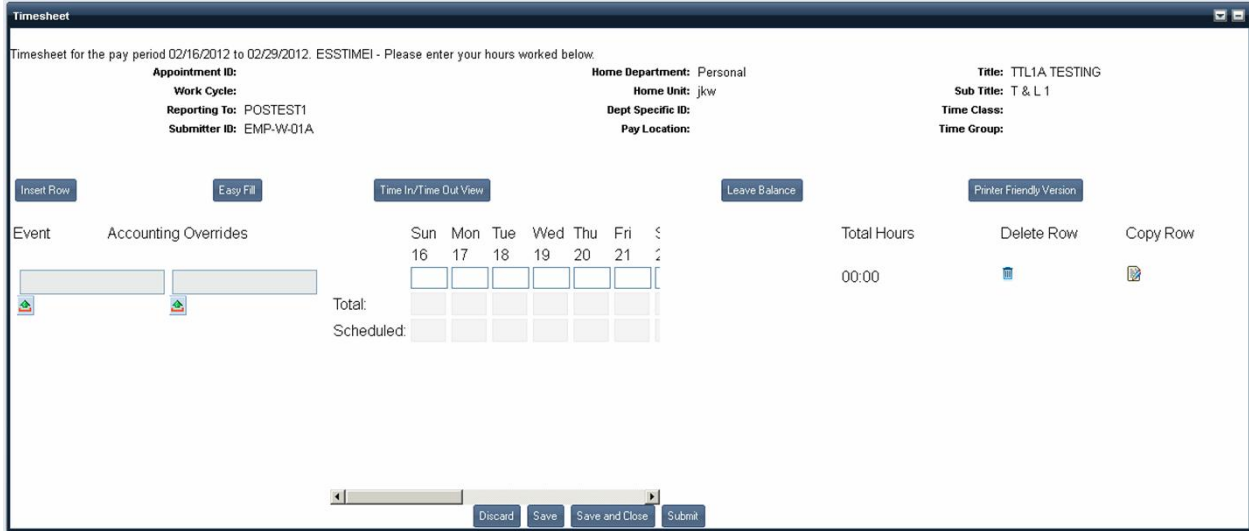 Timesheet
Timesheet for the pay period 02/16/2012 to 02/29/2012. ESSTIMEI - Please enter your hours worked below.
Appointment ID: Home Department: Personal Title: TTL1A TESTING
Work Cycle: Home Unit: jkw Sub Title: T & L 1
Reporting To: POSTEST1 Dept Specific ID: Time Class:
Submitter ID: EMP-W-01A Pay Location: Time Group:
Insert Row Easy Fill Time In/Time Out View Leave Balance Printer Friendly Version
Event Accounting Overrides Sun Mon Tue Wed Thu Fri Total Hours Delete Row Copy Row
16 17 18 19 20 21
00:00
Total:
Scheduled:
Discard Save Save and Close Submit